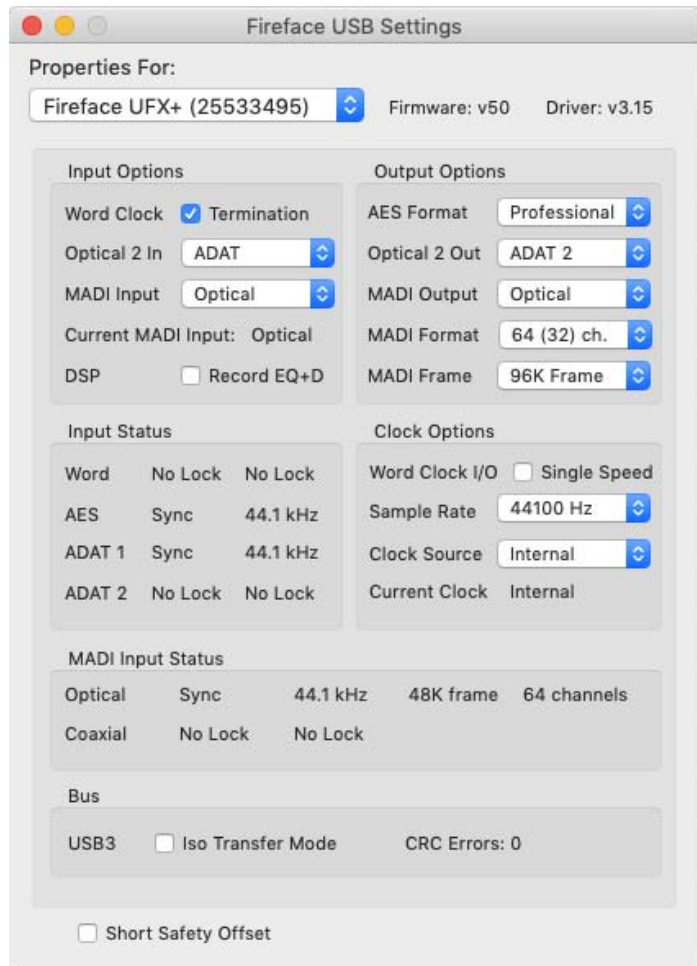 Fireface USB Settings
Properties For:
Fireface UFX+ (25533495)
Firmware: v50
Driver: v3.15
Input Options
Word Clock Termination
Optical 2 In ADAT
MADI Input Optical
Current MADI Input: Optical
DSP Record EQ+D
Output Options
AES Format Professional
Optical 2 Out ADAT 2
MADI Output Optical
MADI Format 64 (32) ch.
MADI Frame 96K Frame
Input Status
Word No Lock No Lock
AES Sync 44.1 kHz
ADAT 1 Sync 44.1 kHz
ADAT 2 No Lock No Lock
Clock Options
Word Clock I/O Single Speed
Sample Rate 44100 Hz
Clock Source Internal
Current Clock Internal
MADI Input Status
Optical Sync 44.1 kHz 48K frame 64 channels
Coaxial No Lock No Lock
Bus
USB3 Iso Transfer Mode CRC Errors: 0
Short Safety Offset